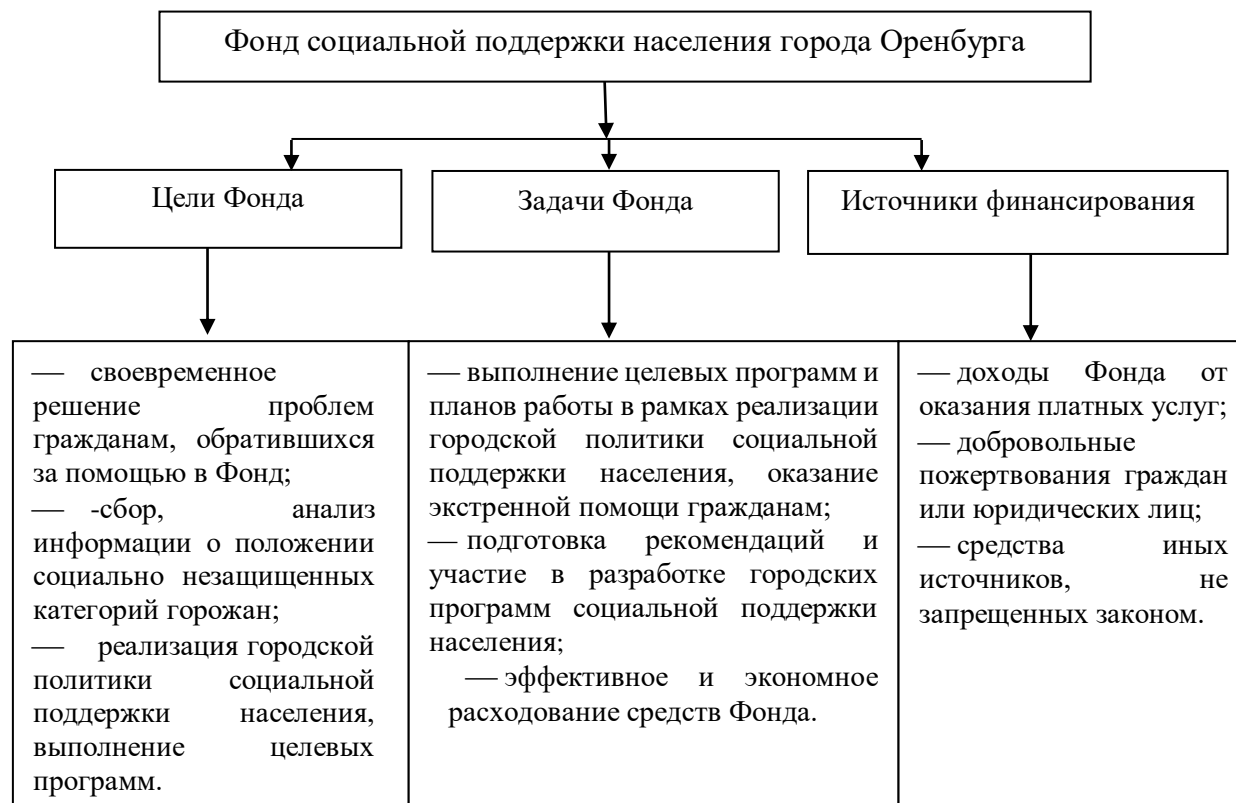 Фонд социальной поддержки населения города Оренбурга
Цели Фонда
Задачи Фонда
Источники финансирования
— своевременное
решение проблем
гражданам, обратившихся
за помощью в Фонд;
— -сбор, анализ
информации о положении
социально незащищенных
категорий горожан;
— реализация городской
политики социальной
поддержки населения,
выполнение целевых
программ.
— выполнение целевых программ и
планов работы в рамках реализации
городской политики социальной
поддержки населения, оказание
экстренной помощи гражданам;
— подготовка рекомендаций и
участие в разработке городских
программ социальной поддержки
населения;
— эффективное и экономное
расходование средств Фонда.
— доходы Фонда от
оказания платных услуг;
— добровольные
пожертвования граждан
или юридических лиц;
— средства иных
источников, не
запрещенных законом.